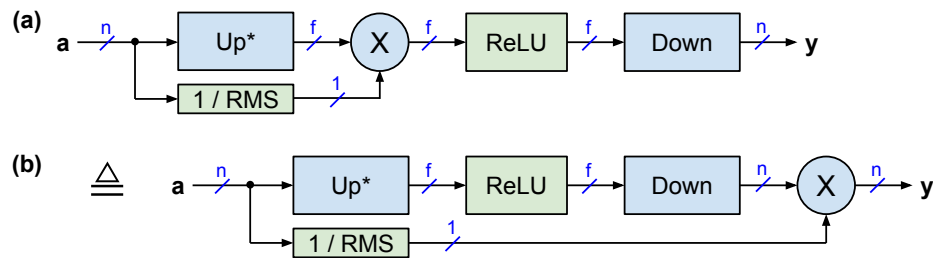 (a) a n Up* f X f ReLU f Down n y
1 / RMS 1
(b) ≜ a n Up* f ReLU f Down n X n y
1 / RMS 1